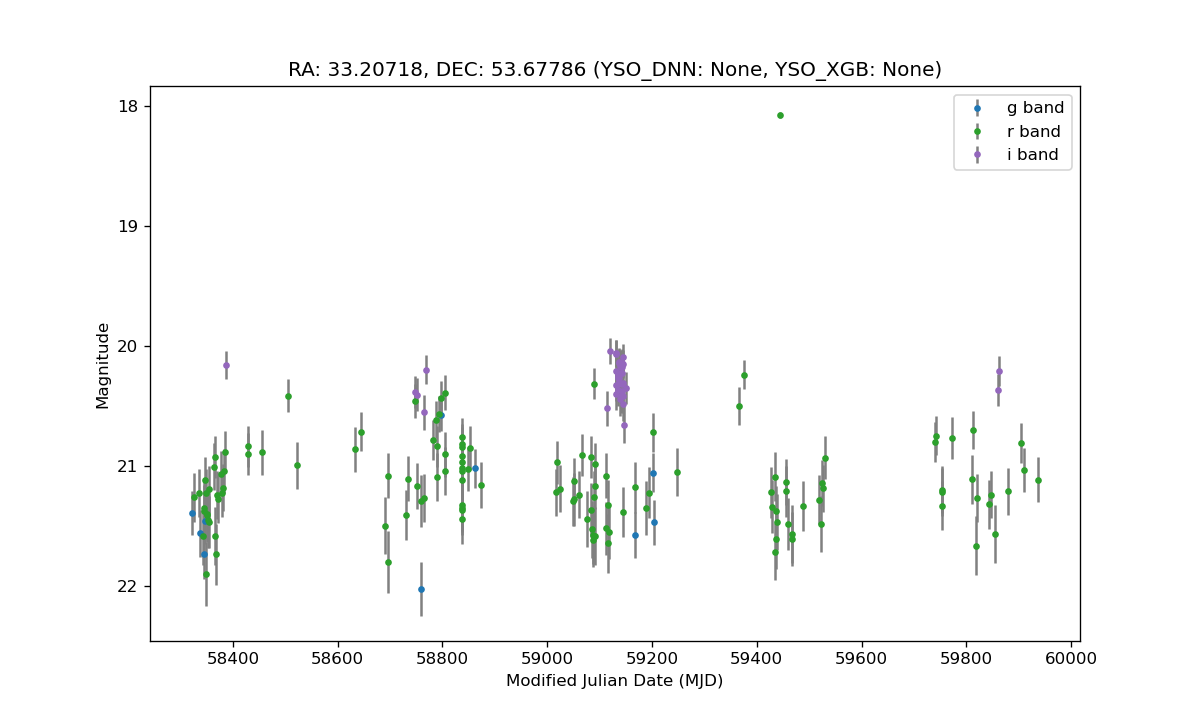 RA: 33.20718, DEC: 53.67786 (YSO_DNN: None, YSO_XGB: None)
g band
r band
i band
18
19
20
21
22
Magnitude
58400 58600 58800 59000 59200 59400 59600 59800 60000
Modified Julian Date (MJD)